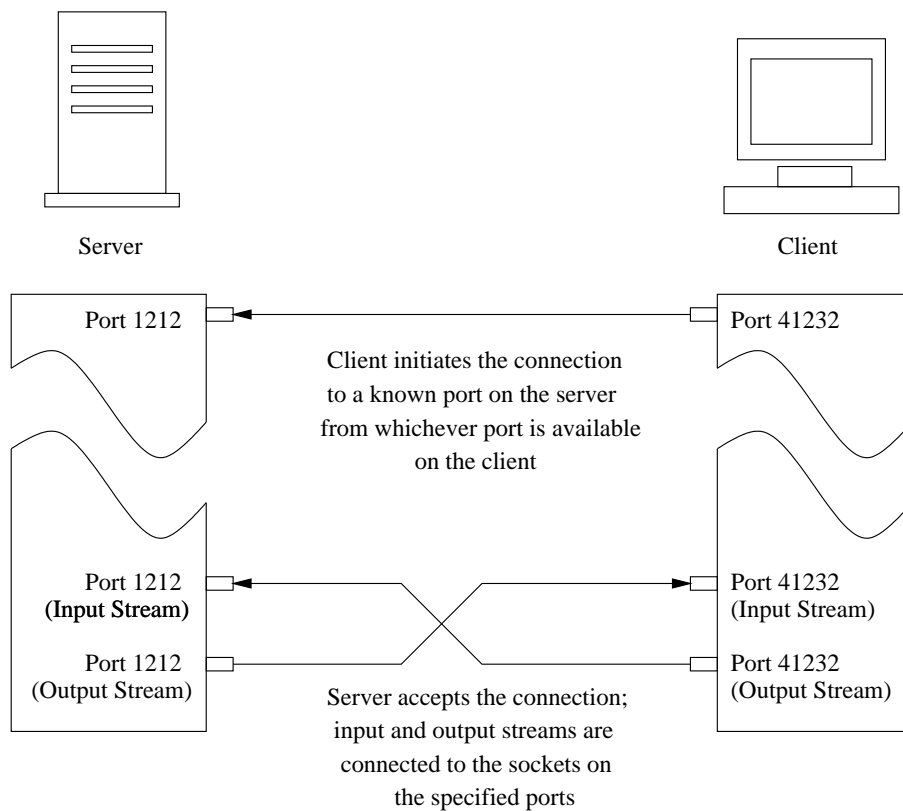 Server
Client
Port 1212
Port 41232
Client initiates the connection
to a known port on the server
from whichever port is available
on the client
Port 1212
(Input Stream)
Port 41232
(Input Stream)
Port 1212
(Output Stream)
Port 41232
(Output Stream)
Server accepts the connection;
input and output streams are
connected to the sockets on
the specified ports